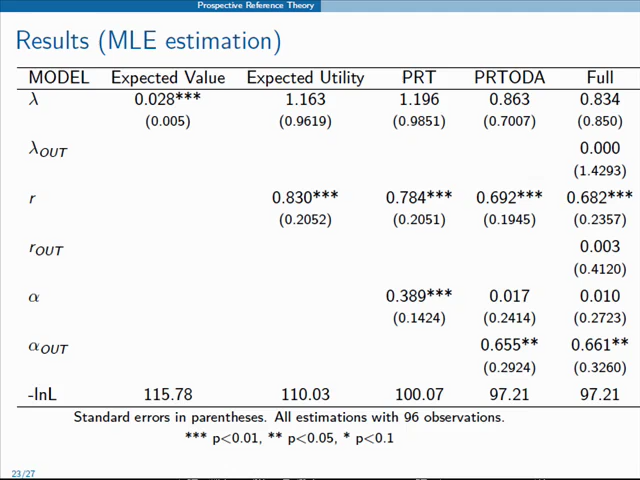 Prospective Reference Theory
Results (MLE estimation)
MODEL Expected Value Expected Utility PRT PRTODA Full
λ 0.028*** 1.163 1.196 0.863 0.834
(0.005) (0.9619) (0.9851) (0.7007) (0.850)
λOUT 0.000
(1.4293)
r 0.830*** 0.784*** 0.692*** 0.682***
(0.2052) (0.2051) (0.1945) (0.2357)
rOUT 0.003
(0.4120)
α 0.389*** 0.017 0.010
(0.1424) (0.2414) (0.2723)
αOUT 0.655** 0.661**
(0.2924) (0.3260)
-lnL 115.78 110.03 100.07 97.21 97.21
Standard errors in parentheses. All estimations with 96 observations.
*** p<0.01, ** p<0.05, * p<0.1
23/27